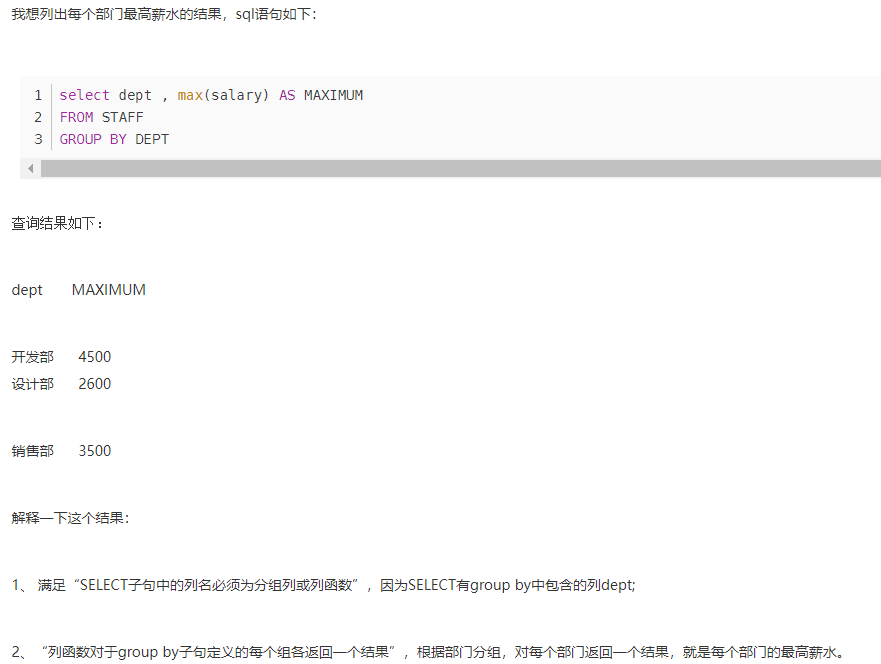 我想列出每个部门最高薪水的结果，sql语句如下：
1 select dept , max(salary) AS MAXIMUM
2 FROM STAFF
3 GROUP BY DEPT
查询结果如下：
dept MAXIMUM
开发部 4500
设计部 2600
销售部 3500
解释一下这个结果：
1、 满足“SELECT子句中的列名必须为分组列或列函数”，因为SELECT有group by中包含的列dept;
2、“列函数对于group by子句定义的每个组各返回一个结果”，根据部门分组，对每个部门返回一个结果，就是每个部门的最高薪水。